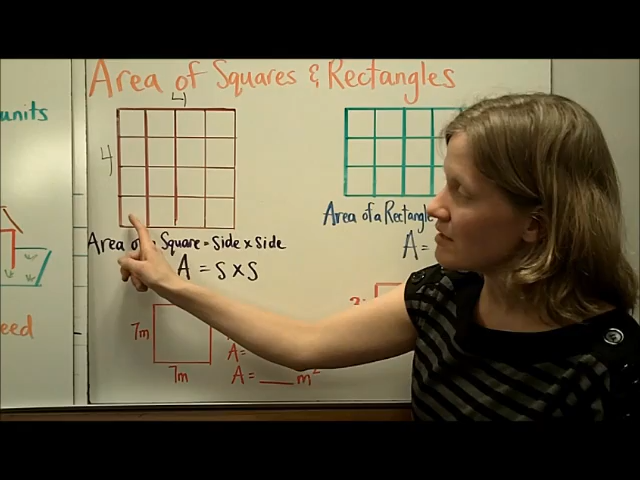 Area of Squares & Rectangles
units
4
4
Area of a Square = Side x Side
A = S x S
Area of a Rectangle
A =
7m
7m
A =
A = ___ m²
eed